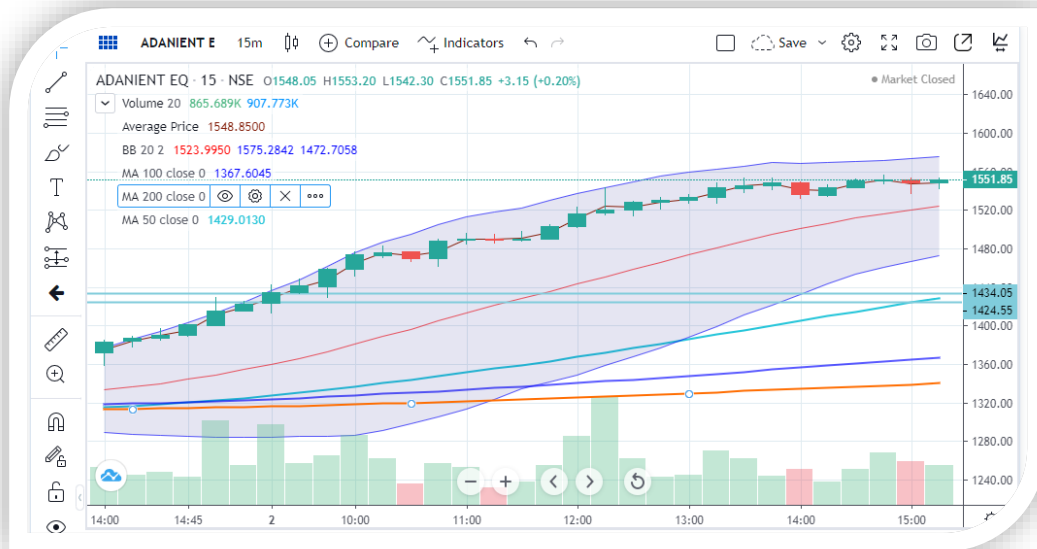 ADANIENT E 15m Compare Indicators Save
ADANIENT EQ · 15 · NSE O1548.05 H1553.20 L1542.30 C1551.85 +3.15 (+0.20%) Market Closed
Volume 20 865.689K 907.773K
Average Price 1548.8500
BB 20 2 1523.9950 1575.2842 1472.7058
MA 100 close 0 1367.6045
MA 200 close 0
MA 50 close 0 1429.0130
1640.00
1600.00
1551.85
1520.00
1480.00
1434.05
1424.55
1400.00
1360.00
1320.00
1280.00
1240.00
14:00 14:45 2 10:00 11:00 12:00 13:00 14:00 15:00